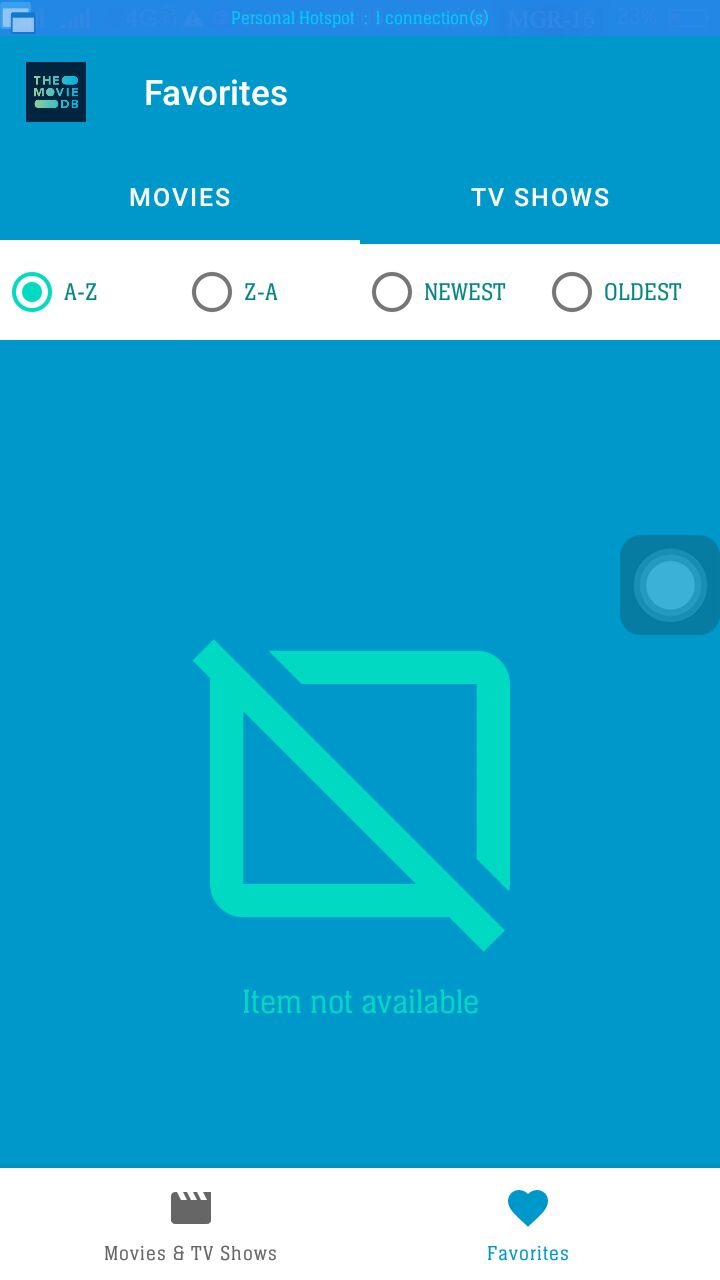 4G
Personal Hotspot : 1 connection(s)
MGR-16
23%
THE
MOVIE
DB
Favorites
MOVIES
TV SHOWS
A-Z
Z-A
NEWEST
OLDEST
Item not available
Movies & TV Shows
Favorites